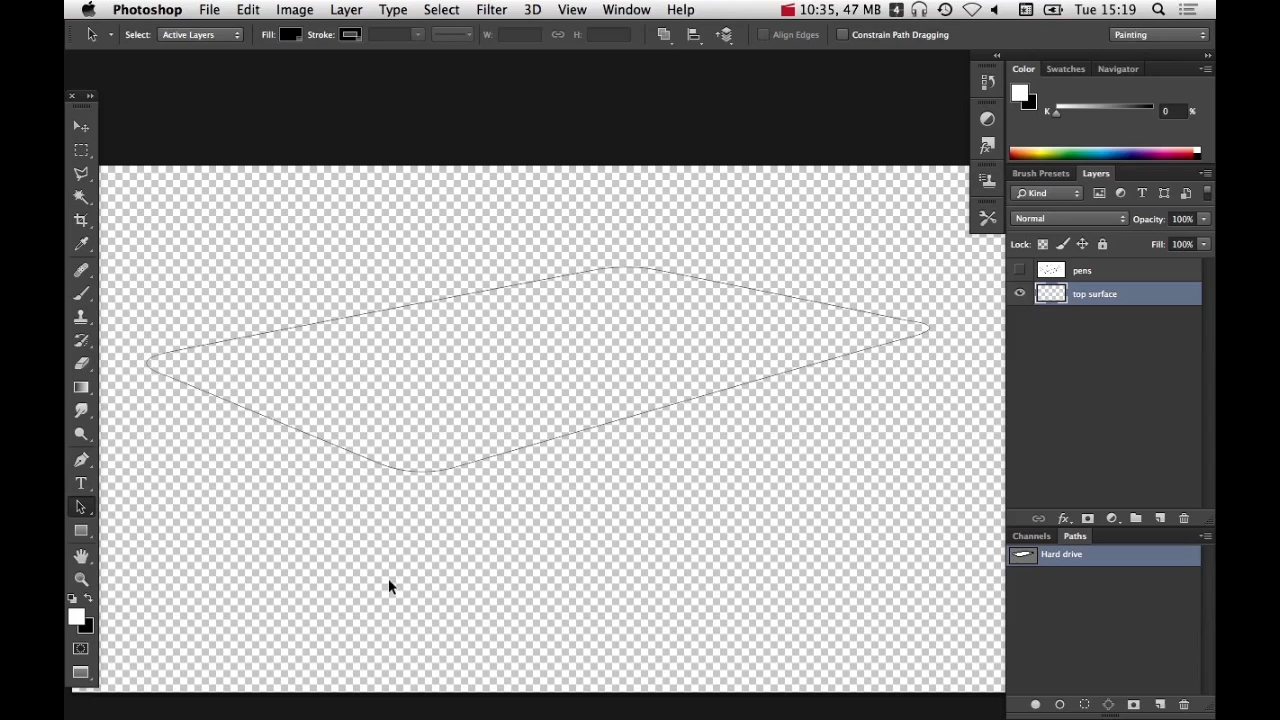 Photoshop File Edit Image Layer Type Select Filter 3D View Window Help 10:35, 47 MB 4 Tue 15:19
Select: Active Layers Fill: Stroke: W: H: Align Edges Constrain Path Dragging Painting
Color Swatches Navigator
K 0 %
Brush Presets Layers
Kind
Normal Opacity: 100%
Lock: Fill: 100%
pens
top surface
Channels Paths
Hard drive